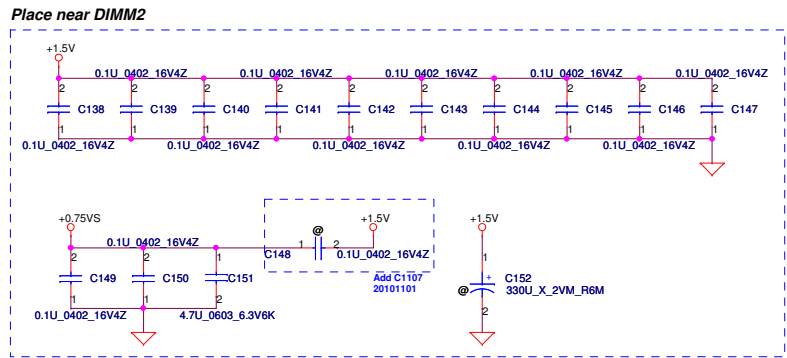 Place near DIMM2
+1.5V
0.1U_0402_16V4Z 0.1U_0402_16V4Z 0.1U_0402_16V4Z 0.1U_0402_16V4Z 0.1U_0402_16V4Z
2 2 2 2 2 2 2 2 2 2
C138 C139 C140 C141 C142 C143 C144 C145 C146 C147
1 1 1 1 1 1 1 1 1 1
0.1U_0402_16V4Z 0.1U_0402_16V4Z 0.1U_0402_16V4Z 0.1U_0402_16V4Z 0.1U_0402_16V4Z
+0.75VS
0.1U_0402_16V4Z
2 2 1
C149 C150 C151
1 1 2
0.1U_0402_16V4Z 4.7U_0603_6.3V6K
@ +1.5V
1 2
C148 0.1U_0402_16V4Z
Add C1107
20101101
+1.5V
1
+ C152
@ 330U_X_2VM_R6M
2